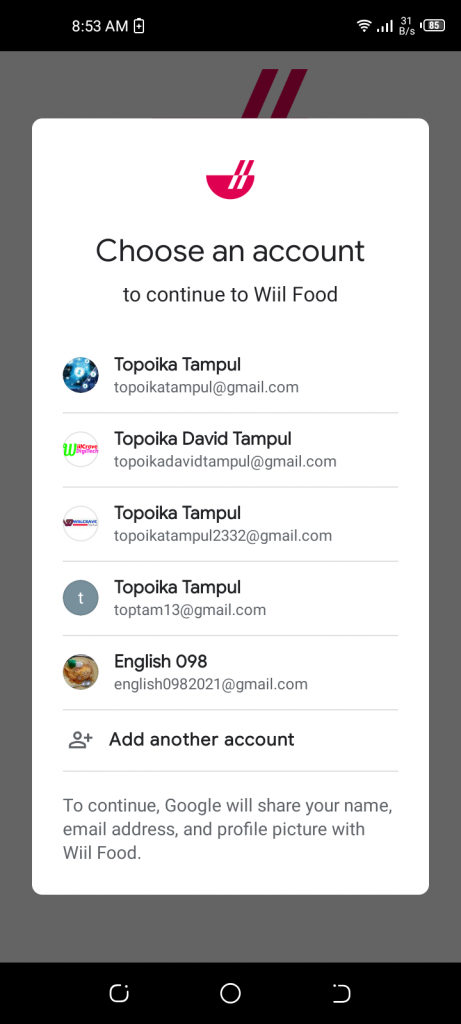 8:53 AM
31
B/s
85
Choose an account
to continue to Wiil Food
Topoika Tampul
topoikatampul@gmail.com
Topoika David Tampul
topoikadavidtampul@gmail.com
Topoika Tampul
topoikatampul2332@gmail.com
t
Topoika Tampul
toptam13@gmail.com
English 098
english0982021@gmail.com
Add another account
To continue, Google will share your name,
email address, and profile picture with
Wiil Food.